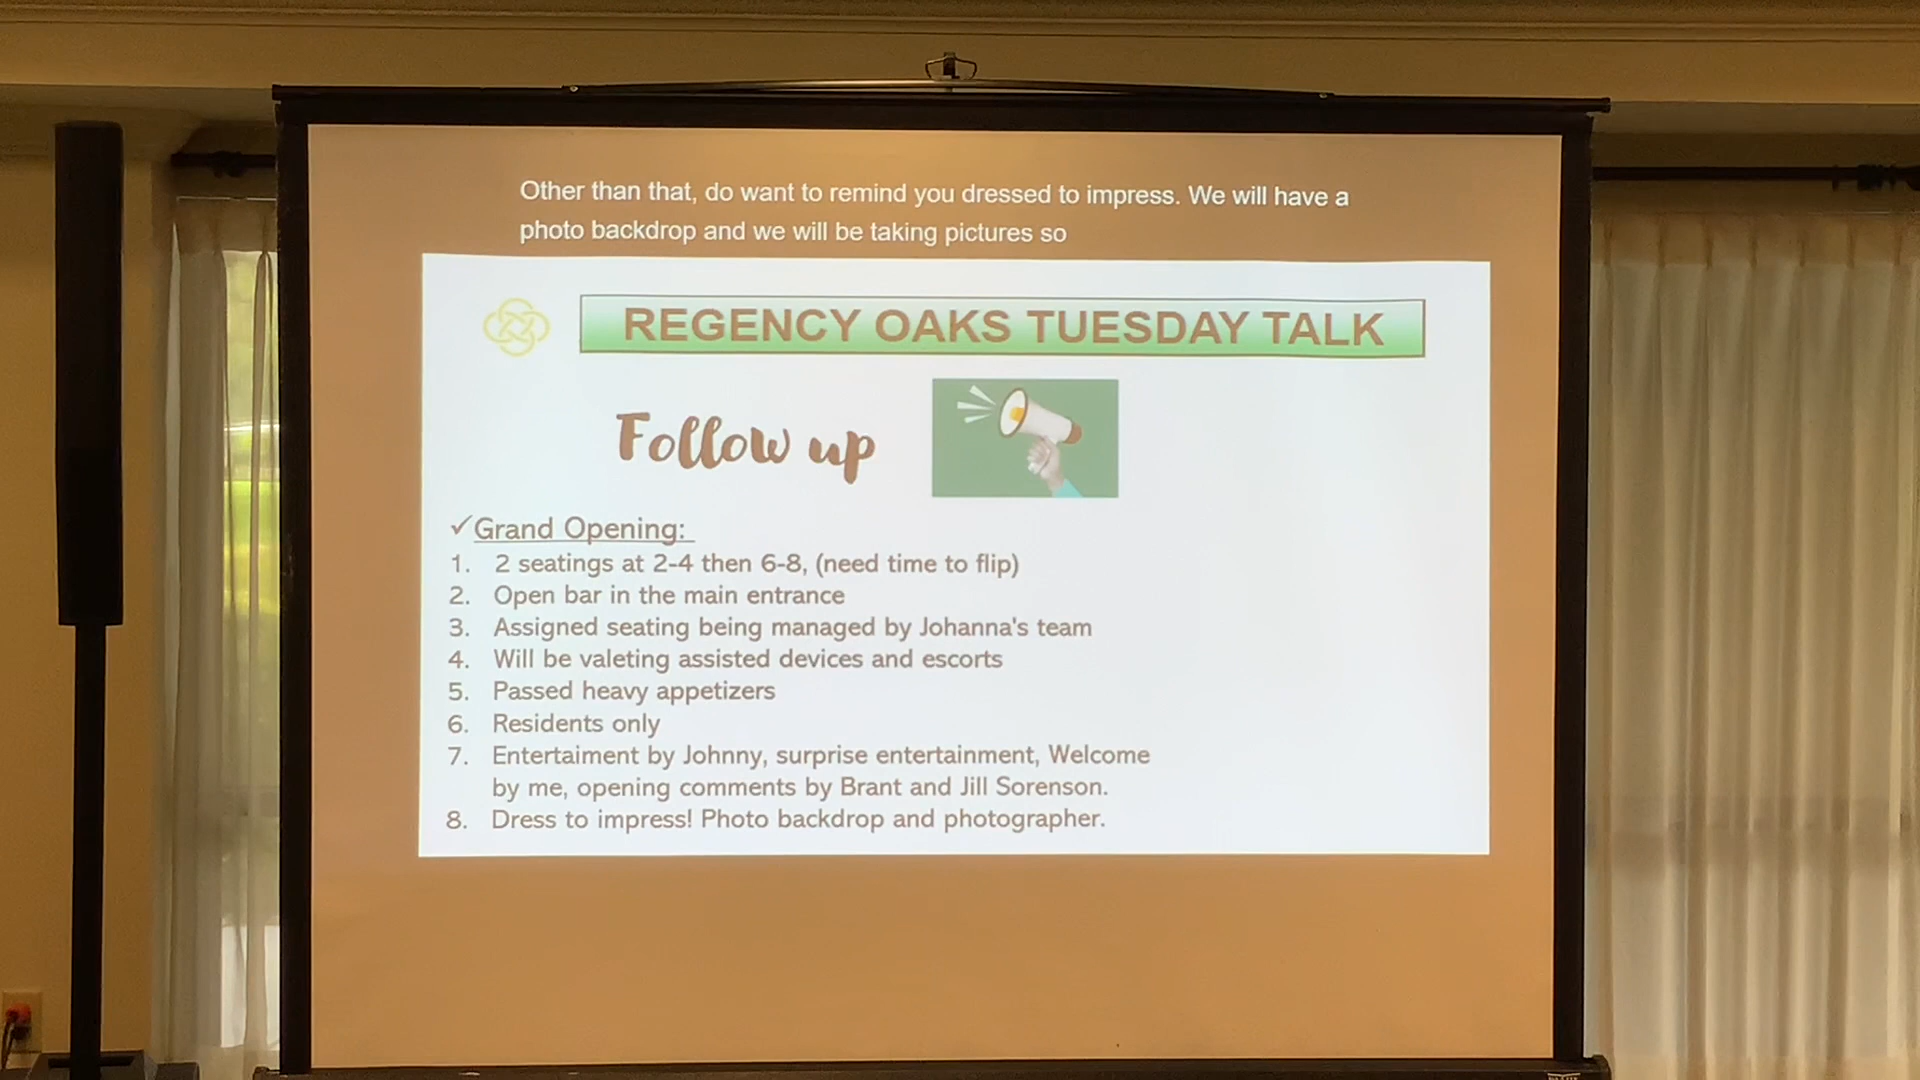 Other than that, do want to remind you dressed to impress. We will have a
photo backdrop and we will be taking pictures so
REGENCY OAKS TUESDAY TALK
Follow up
✓Grand Opening:
1. 2 seatings at 2-4 then 6-8, (need time to flip)
2. Open bar in the main entrance
3. Assigned seating being managed by Johanna's team
4. Will be valeting assisted devices and escorts
5. Passed heavy appetizers
6. Residents only
7. Entertaiment by Johnny, surprise entertainment, Welcome
by me, opening comments by Brant and Jill Sorenson.
8. Dress to impress! Photo backdrop and photographer.